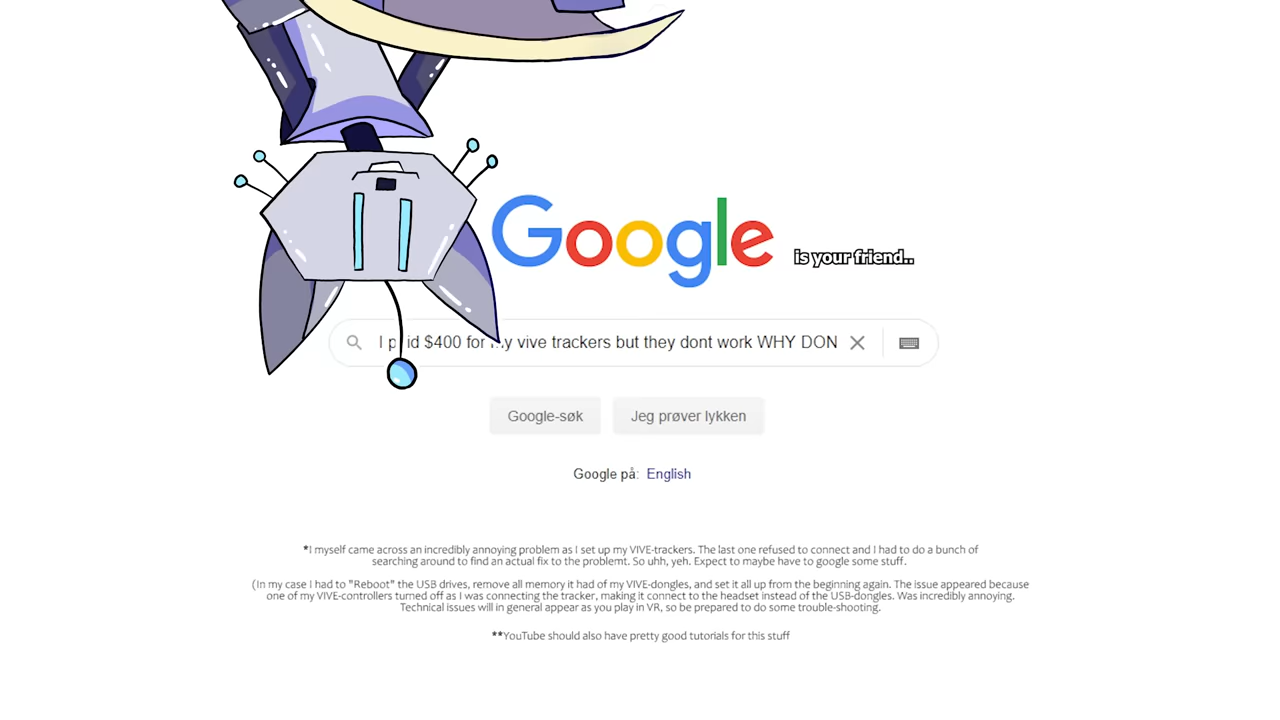 Google is your friend..
I p id $400 for my vive trackers but they dont work WHY DON
Google-søk Jeg prøver lykken
Google på: English
*I myself came across an incredibly annoying problem as I set up my VIVE-trackers. The last one refused to connect and I had to do a bunch of
searching around to find an actual fix to the problemt. So uhh, yeh. Expect to maybe have to google some stuff.
(In my case I had to "Reboot" the USB drives, remove all memory it had of my VIVE-dongles, and set it all up from the beginning again. The issue appeared because
one of my VIVE-controllers turned off as I was connecting the tracker, making it connect to the headset instead of the USB-dongles. Was incredibly annoying.
Technical issues will in general appear as you play in VR, so be prepared to do some trouble-shooting.
**YouTube should also have pretty good tutorials for this stuff